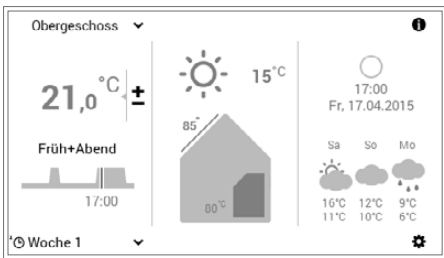 Obergeschoss
21,0 °C ±
Früh+Abend
17:00
Woche 1
15°C
85°
80°C
17:00
Fr, 17.04.2015
Sa So Mo
16°C 12°C 9°C
11°C 10°C 6°C